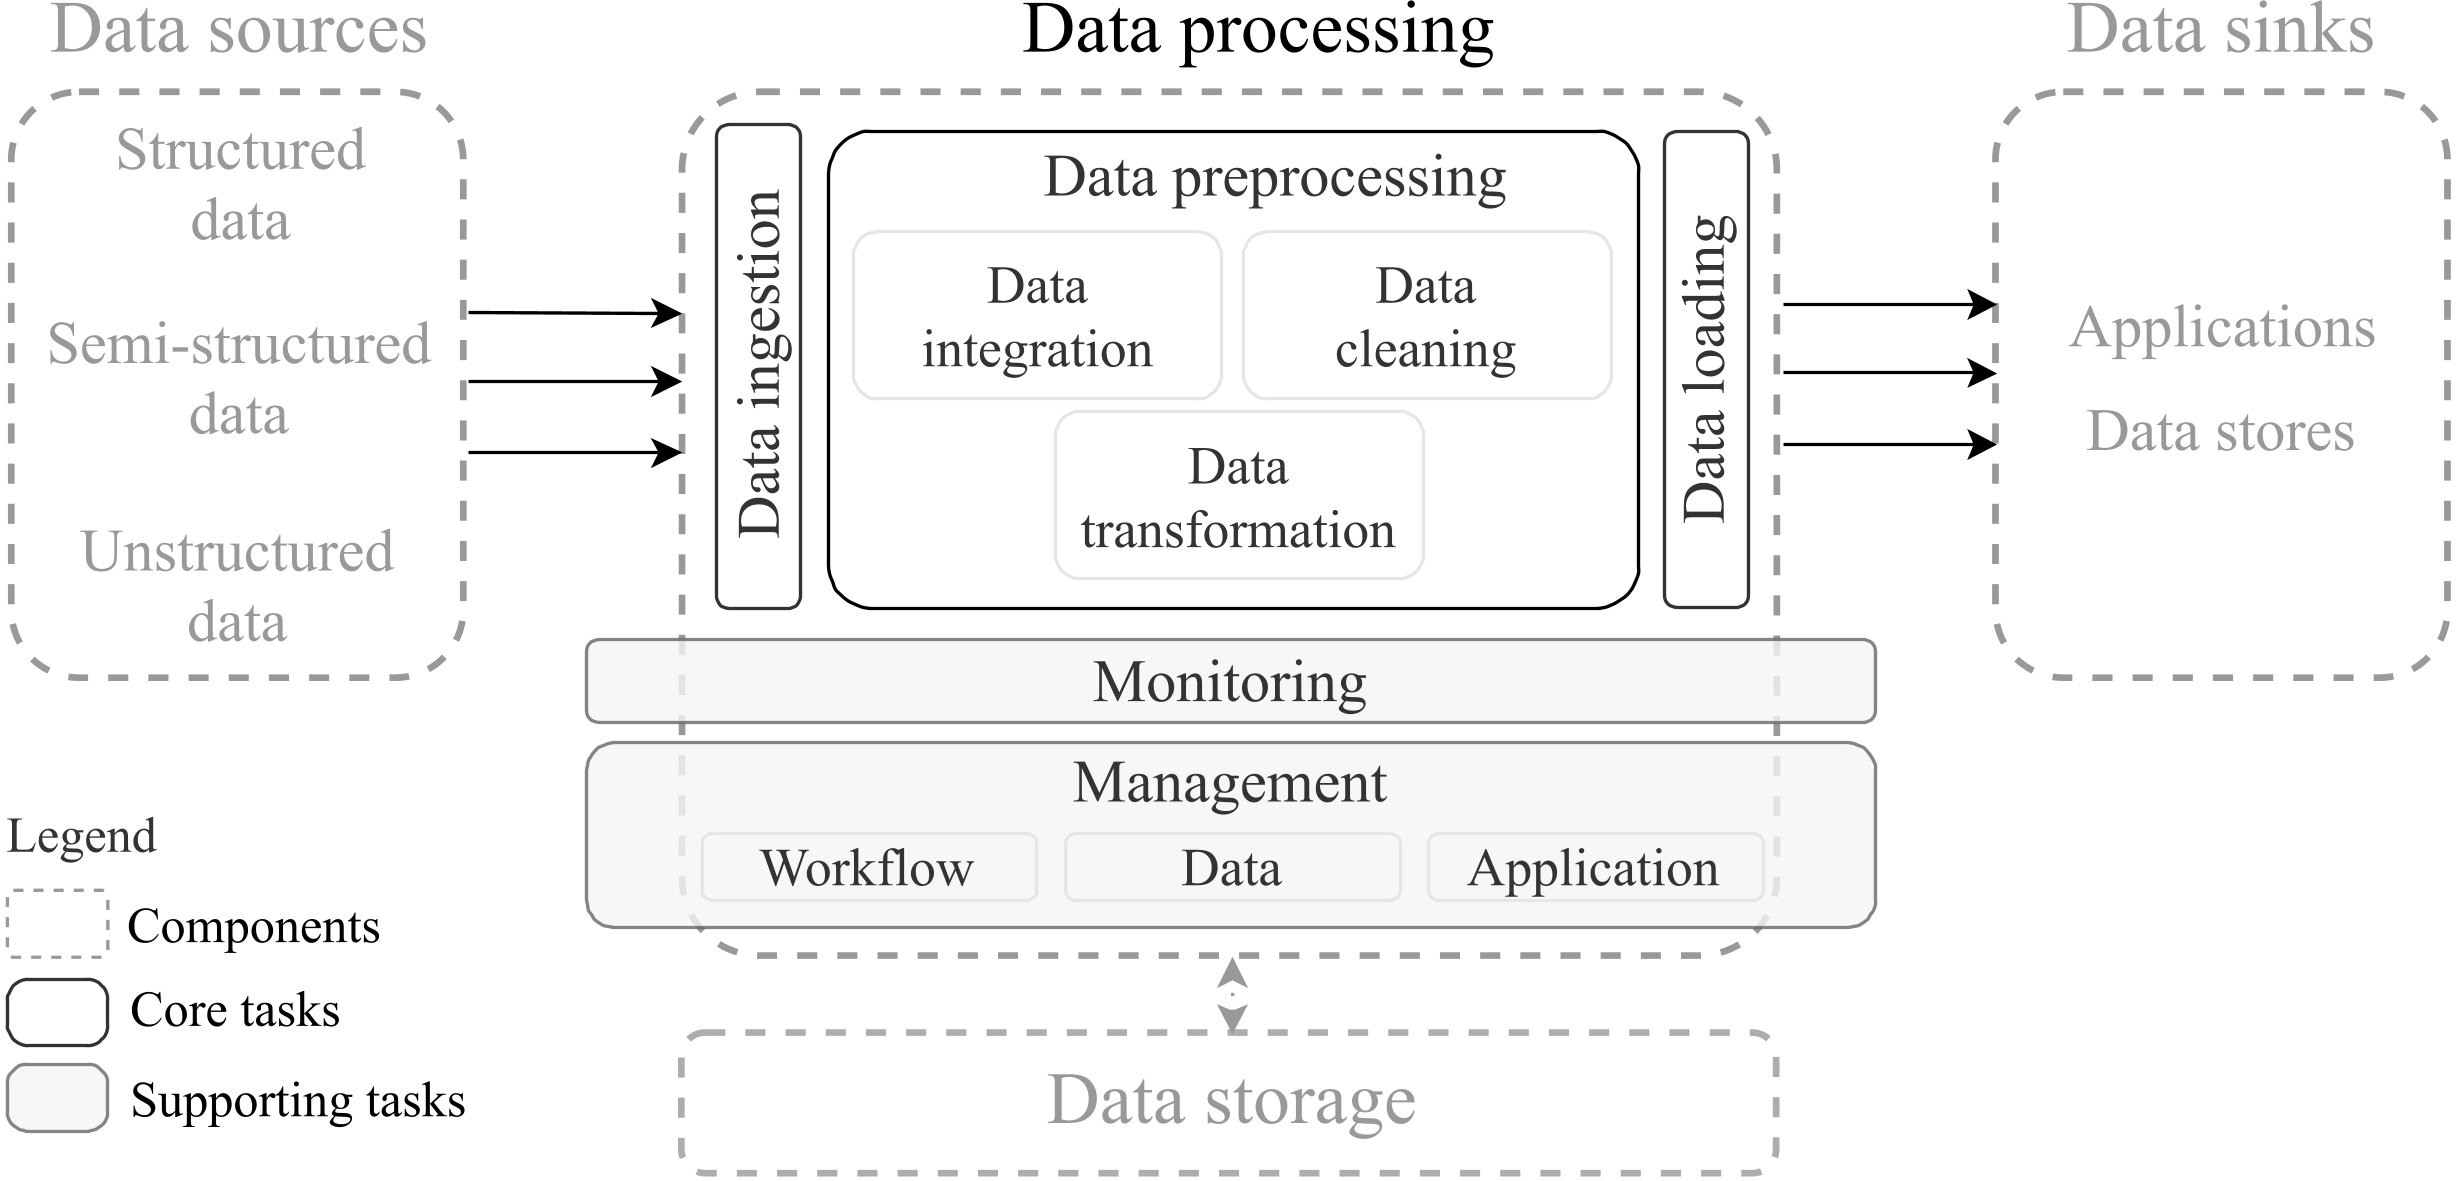 Data sources
Structured
data
Semi-structured
data
Unstructured
data
Data processing
Data ingestion
Data preprocessing
Data
integration
Data
cleaning
Data
transformation
Data loading
Monitoring
Management
Workflow
Data
Application
Data sinks
Applications
Data stores
Data storage
Legend
Components
Core tasks
Supporting tasks